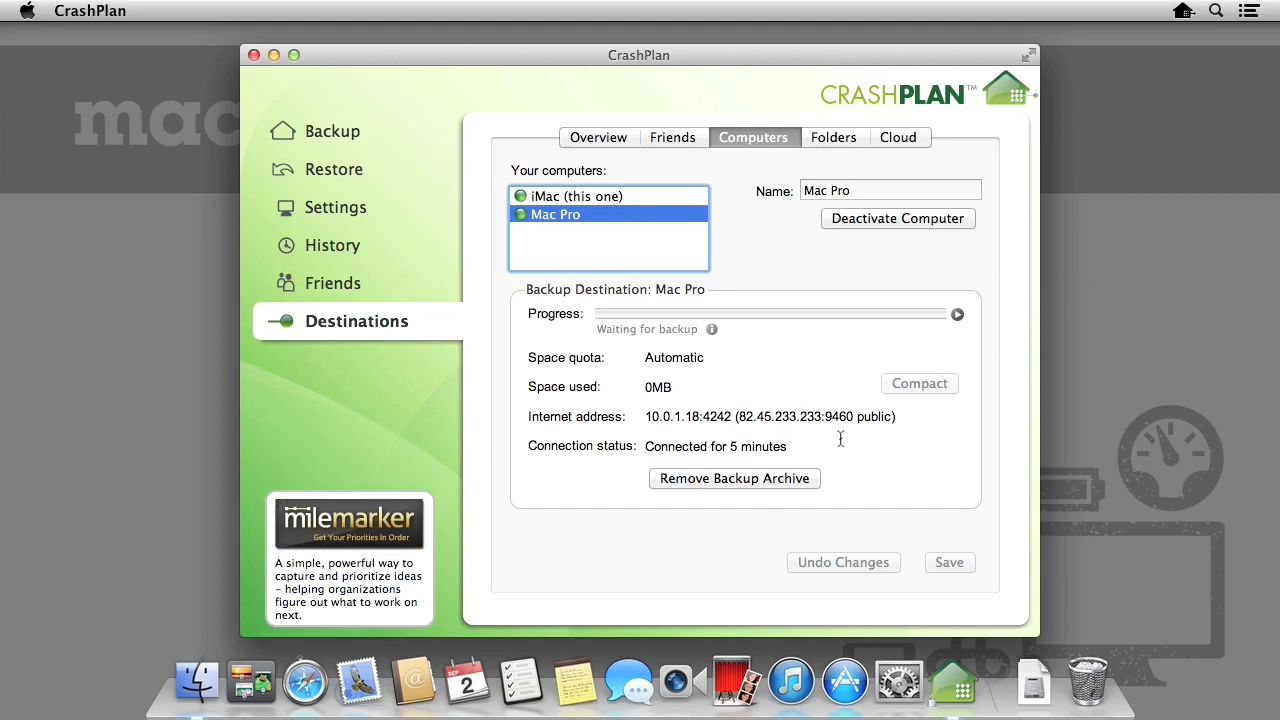 CrashPlan
CrashPlan
mac
CRASHPLAN™
Backup
Restore
Settings
History
Friends
Destinations
Overview
Friends
Computers
Folders
Cloud
Your computers:
iMac (this one)
Mac Pro
Name:
Mac Pro
Deactivate Computer
Backup Destination: Mac Pro
Progress:
Waiting for backup
Space quota:
Automatic
Space used:
0MB
Compact
Internet address:
10.0.1.18:4242 (82.45.233.233:9460 public)
Connection status:
Connected for 5 minutes
Remove Backup Archive
Undo Changes
Save
milemarker
Get Your Priorities In Order
A simple, powerful way to
capture and prioritize ideas
– helping organizations
figure out what to work on
next.
SEP
2